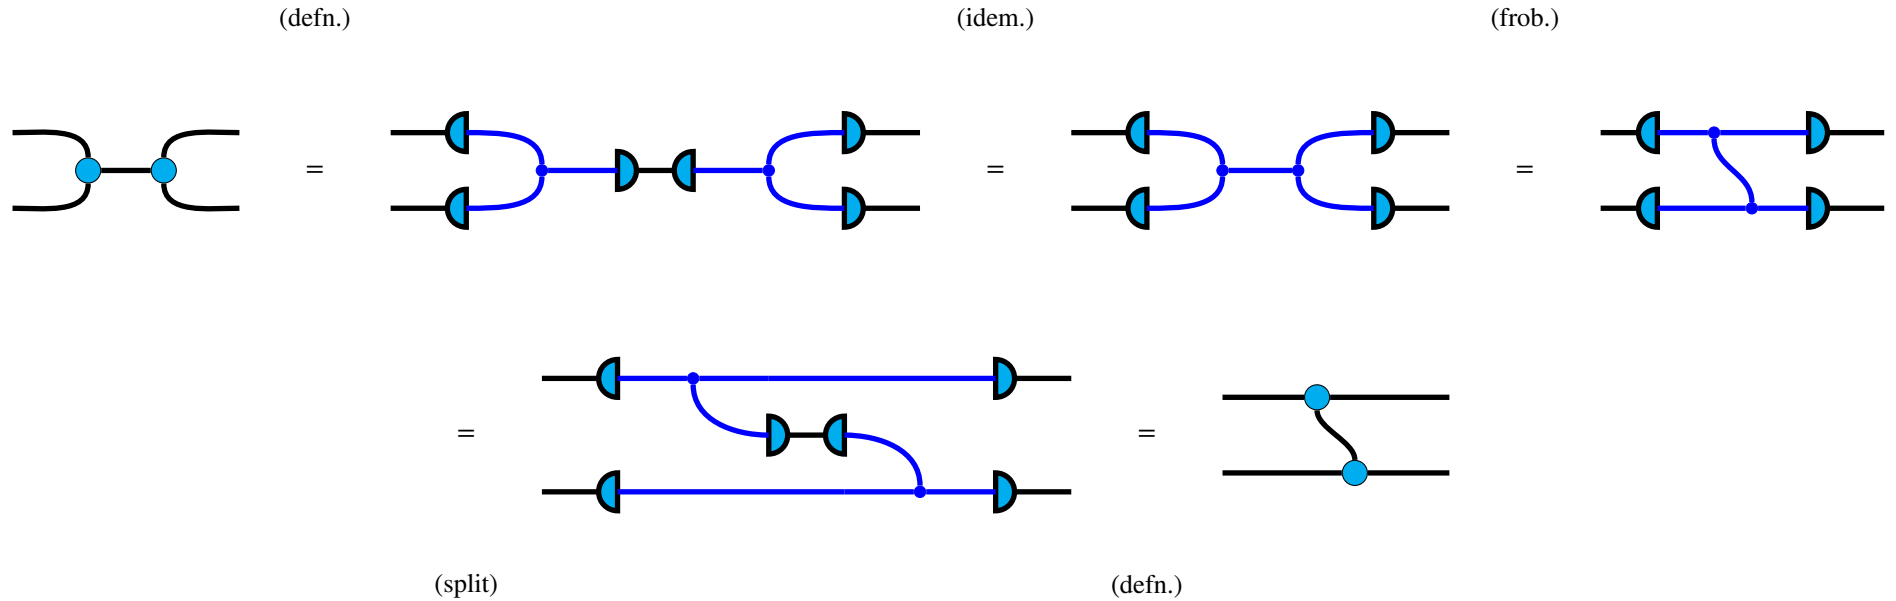 (defn.) (idem.) (frob.)
= = =
= =
(split) (defn.)